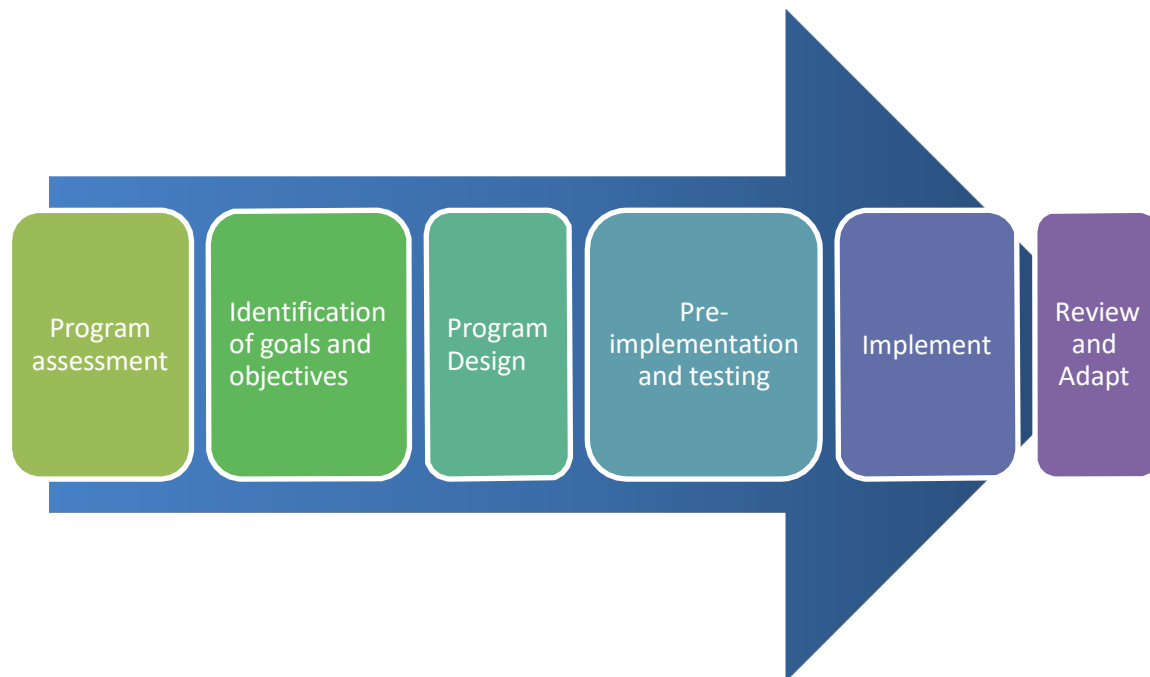 Program
assessment
Identification
of goals and
objectives
Program
Design
Pre-
implementation
and testing
Implement
Review
and
Adapt